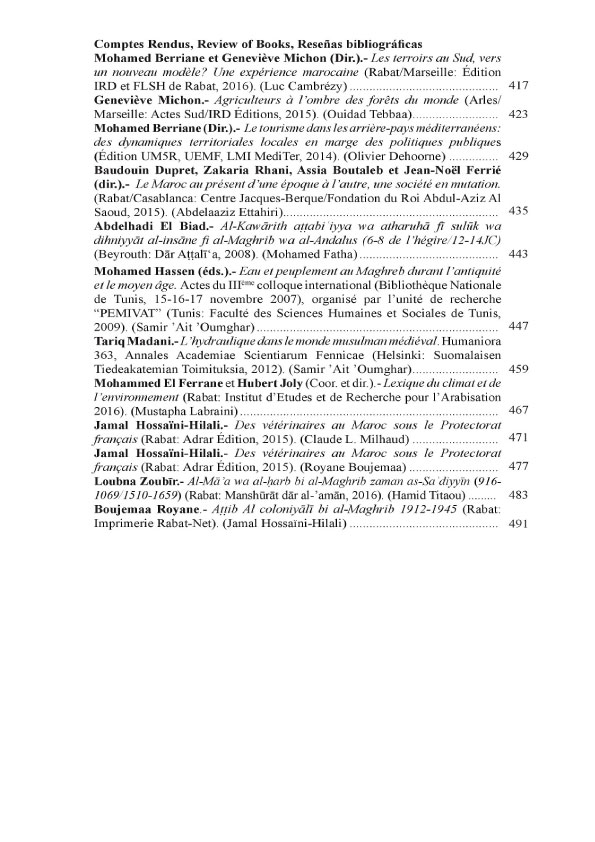 Comptes Rendus, Review of Books, Reseñas bibliográficas
Mohamed Berriane et Geneviève Michon (Dir.).- Les terroirs au Sud, vers
un nouveau modèle? Une expérience marocaine (Rabat/Marseille: Édition
IRD et FLSH de Rabat, 2016). (Luc Cambrézy) ............................................. 417
Geneviève Michon.- Agriculteurs à l'ombre des forêts du monde (Arles/
Marseille: Actes Sud/IRD Éditions, 2015). (Ouidad Tebbaa).......................... 423
Mohamed Berriane (Dir.).- Le tourisme dans les arrière-pays méditerranéens:
des dynamiques territoriales locales en marge des politiques publiques
(Édition UM5R, UEMF, LMI MediTer, 2014). (Olivier Dehoorne) ............... 429
Baudouin Dupret, Zakaria Rhani, Assia Boutaleb et Jean-Noël Ferrié
(dir.).- Le Maroc au présent d'une époque à l'autre, une société en mutation.
(Rabat/Casablanca: Centre Jacques-Berque/Fondation du Roi Abdul-Aziz Al
Saoud, 2015). (Abdelaaziz Ettahiri)................................................................. 435
Abdelhadi El Biad.- Al-Kawārith aṭṭabiʿiyya wa atharuhā fī sulūk wa
dihniyyāt al-insāne fi al-Maghrib wa al-Andalus (6-8 de l'hégire/12-14JC)
(Beyrouth: Dār Aṭṭalī‘a, 2008). (Mohamed Fatha) .......................................... 443
Mohamed Hassen (éds.).- Eau et peuplement au Maghreb durant l'antiquité
et le moyen âge. Actes du IIIème colloque international (Bibliothèque Nationale
de Tunis, 15-16-17 novembre 2007), organisé par l'unité de recherche
“PEMIVAT” (Tunis: Faculté des Sciences Humaines et Sociales de Tunis,
2009). (Samir ’Ait ’Oumghar) ......................................................................... 447
Tariq Madani.- L'hydraulique dans le monde musulman médiéval. Humaniora
363, Annales Academiae Scientiarum Fennicae (Helsinki: Suomalaisen
Tiedeakatemian Toimituksia, 2012). (Samir ’Ait ’Oumghar).......................... 459
Mohammed El Ferrane et Hubert Joly (Coor. et dir.).- Lexique du climat et de
l'environnement (Rabat: Institut d'Etudes et de Recherche pour l'Arabisation
2016). (Mustapha Labraini) .............................................................................. 467
Jamal Hossaïni-Hilali.- Des vétérinaires au Maroc sous le Protectorat
français (Rabat: Adrar Édition, 2015). (Claude L. Milhaud) .......................... 471
Jamal Hossaïni-Hilali.- Des vétérinaires au Maroc sous le Protectorat
français (Rabat: Adrar Édition, 2015). (Royane Boujemaa) ........................... 477
Loubna Zoubīr.- Al-Mā’a wa al-ḥarb bi al-Maghrib zaman as-Saʿdiyyīn (916-
1069/1510-1659) (Rabat: Manshūrāt dār al-’amān, 2016). (Hamid Titaou) ......... 483
Boujemaa Royane.- Aṭṭib Al coloniyālī bi al-Maghrib 1912-1945 (Rabat:
Imprimerie Rabat-Net). (Jamal Hossaïni-Hilali) ............................................. 491